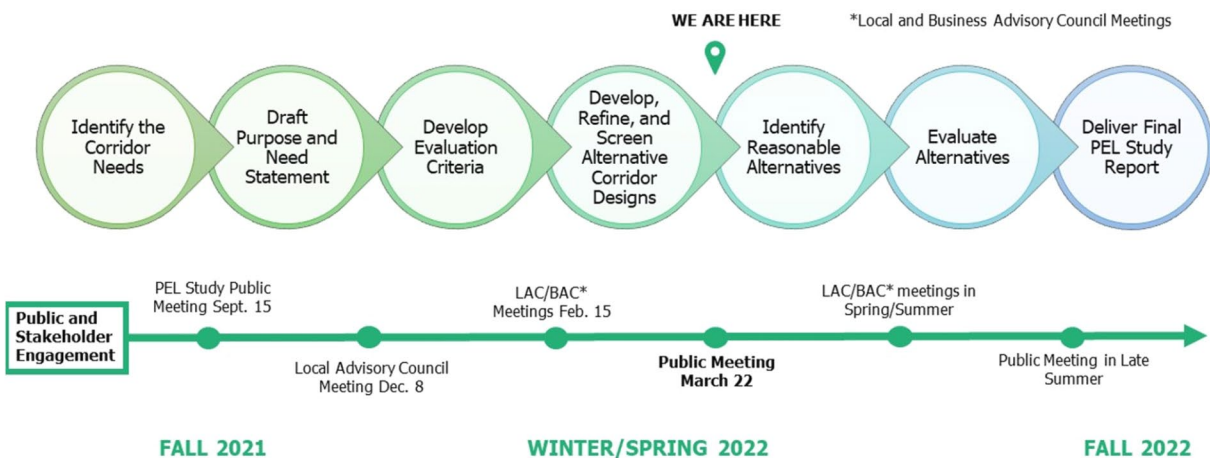 WE ARE HERE
*Local and Business Advisory Council Meetings
Identify the
Corridor
Needs
Draft
Purpose and
Need
Statement
Develop
Evaluation
Criteria
Develop,
Refine, and
Screen
Alternative
Corridor
Designs
Identify
Reasonable
Alternatives
Evaluate
Alternatives
Deliver Final
PEL Study
Report
Public and
Stakeholder
Engagement
PEL Study Public
Meeting Sept. 15
Local Advisory Council
Meeting Dec. 8
LAC/BAC*
Meetings Feb. 15
Public Meeting
March 22
LAC/BAC* meetings in
Spring/Summer
Public Meeting in Late
Summer
FALL 2021
WINTER/SPRING 2022
FALL 2022